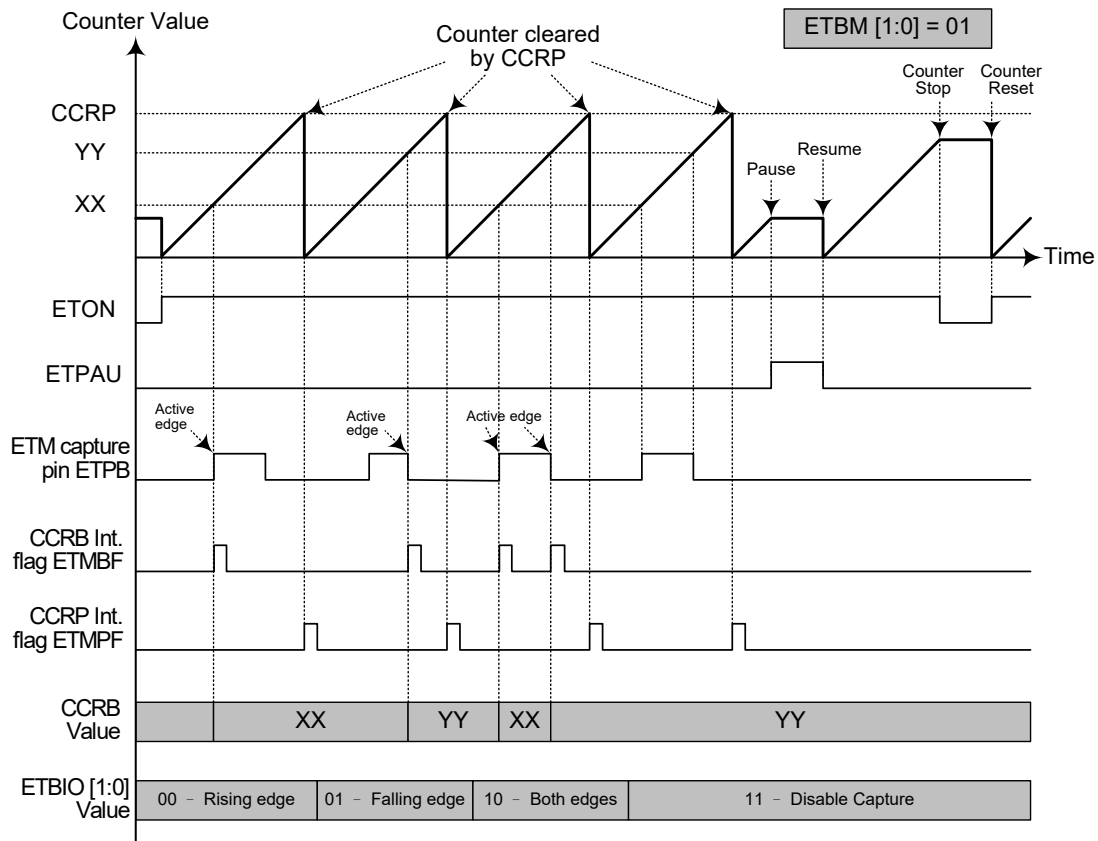 Counter Value
ETBM [1:0] = 01
Counter cleared
by CCRP
Counter
Stop
Counter
Reset
CCRP
YY
XX
Pause
Resume
Time
ETON
ETPAU
Active
edge
Active
edge
Active edge
ETM capture
pin ETPB
CCRB Int.
flag ETMBF
CCRP Int.
flag ETMPF
CCRB
Value
XX
YY
XX
YY
ETBIO [1:0]
Value
00 – Rising edge
01 – Falling edge
10 – Both edges
11 – Disable Capture